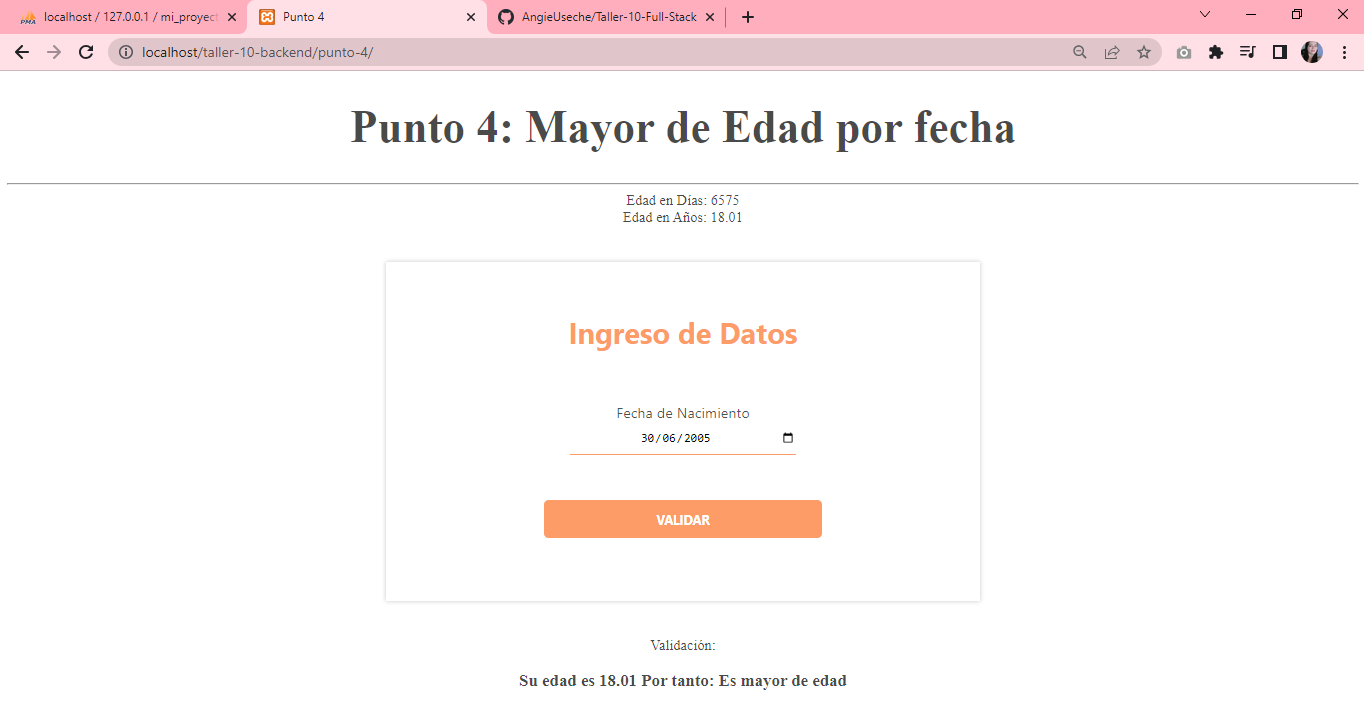 PMA localhost / 127.0.0.1 / mi_proyect
Punto 4
AngieUseche/Taller-10-Full-Stack
localhost/taller-10-backend/punto-4/
Punto 4: Mayor de Edad por fecha
Edad en Días: 6575
Edad en Años: 18.01
Ingreso de Datos
Fecha de Nacimiento
30/06/2005
VALIDAR
Validación:
Su edad es 18.01 Por tanto: Es mayor de edad